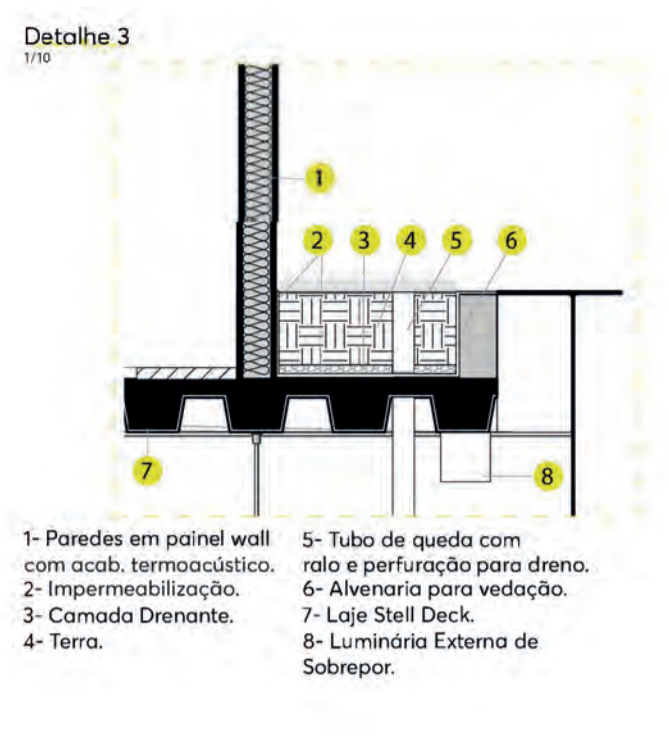 Detalhe 3
1/10
1
2 3 4 5 6
7
8
1- Paredes em painel wall
com acab. termoacústico.
2- Impermeabilização.
3- Camada Drenante.
4- Terra.
5- Tubo de queda com
ralo e perfuração para dreno.
6- Alvenaria para vedação.
7- Laje Stell Deck.
8- Luminária Externa de
Sobrepor.